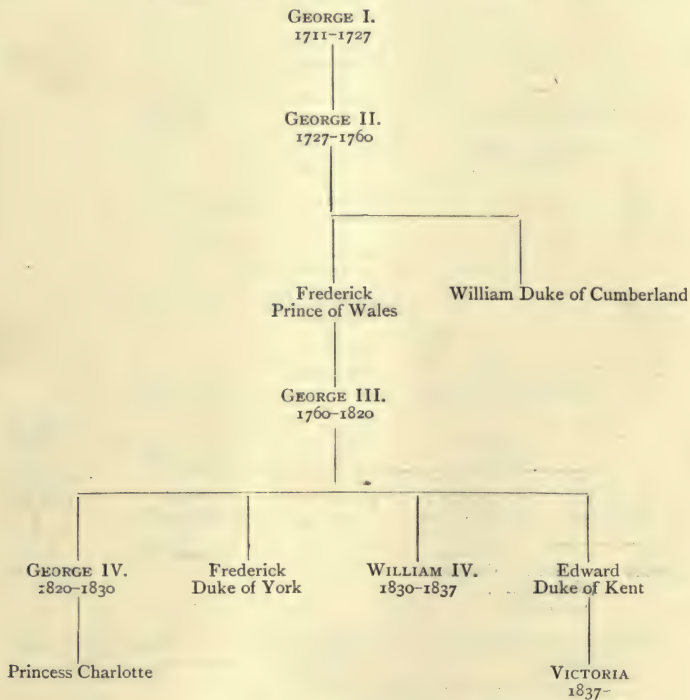 GEORGE I.
1711-1727
GEORGE II.
1727-1760
Frederick
Prince of Wales
William Duke of Cumberland
GEORGE III.
1760-1820
GEORGE IV.
1820-1830
Frederick
Duke of York
WILLIAM IV.
1830-1837
Edward
Duke of Kent
Princess Charlotte
VICTORIA
1837-